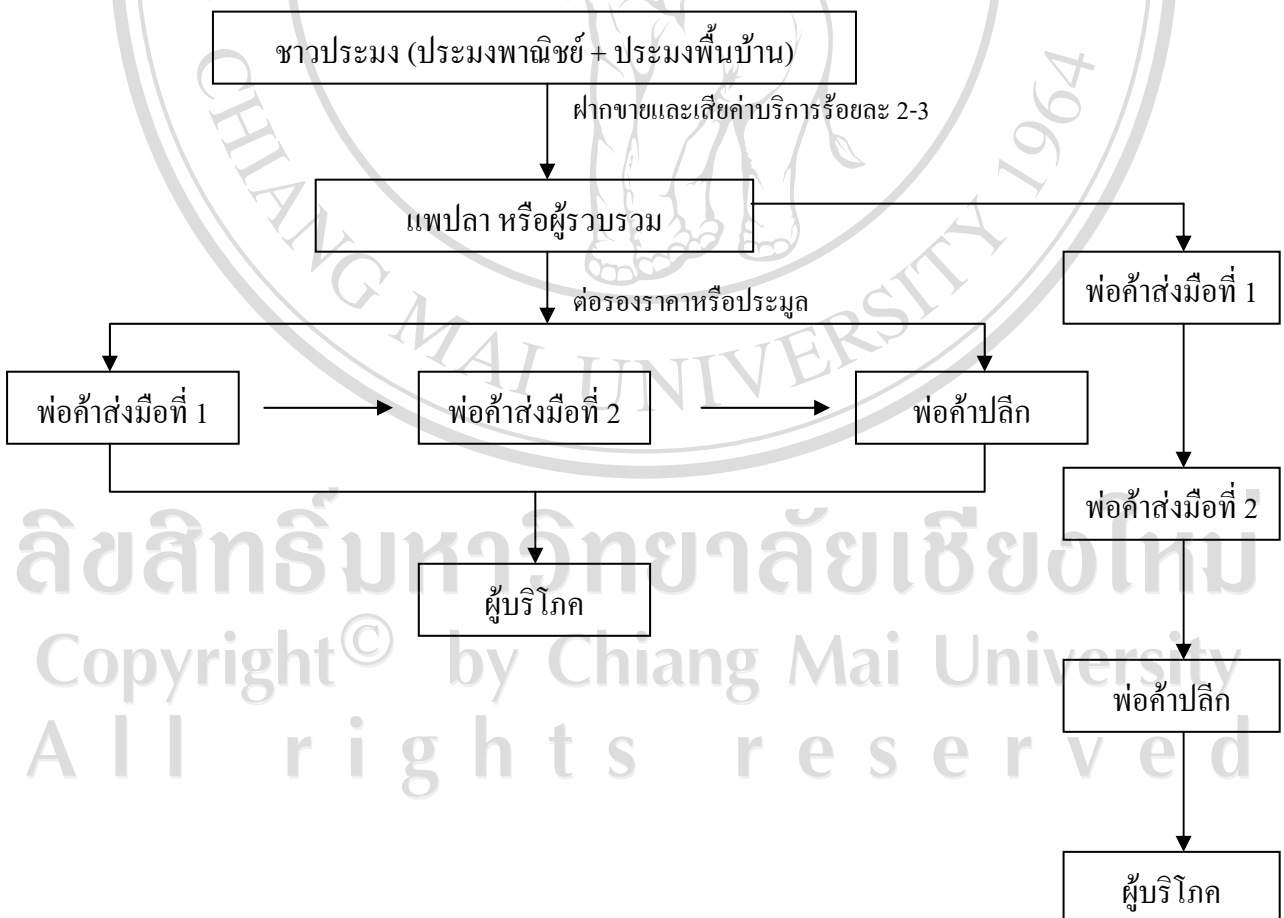 ชาวประมง (ประมงพาณิชย์ + ประมงพื้นบ้าน)
ฝากขายและเสียค่าบริการร้อยละ 2-3
แพปลา หรือผู้รวบรวม
ต่อรองราคาหรือประมูล
พ่อค้าส่งมือที่ 1
พ่อค้าส่งมือที่ 2
พ่อค้าปลีก
ผู้บริโภค
พ่อค้าส่งมือที่ 1
พ่อค้าส่งมือที่ 2
พ่อค้าปลีก
ผู้บริโภค
CHIANG MAI UNIVERSITY 1964
ลิขสิทธิ์มหาวิทยาลัยเชียงใหม่
Copyright© by Chiang Mai University
All rights reserved